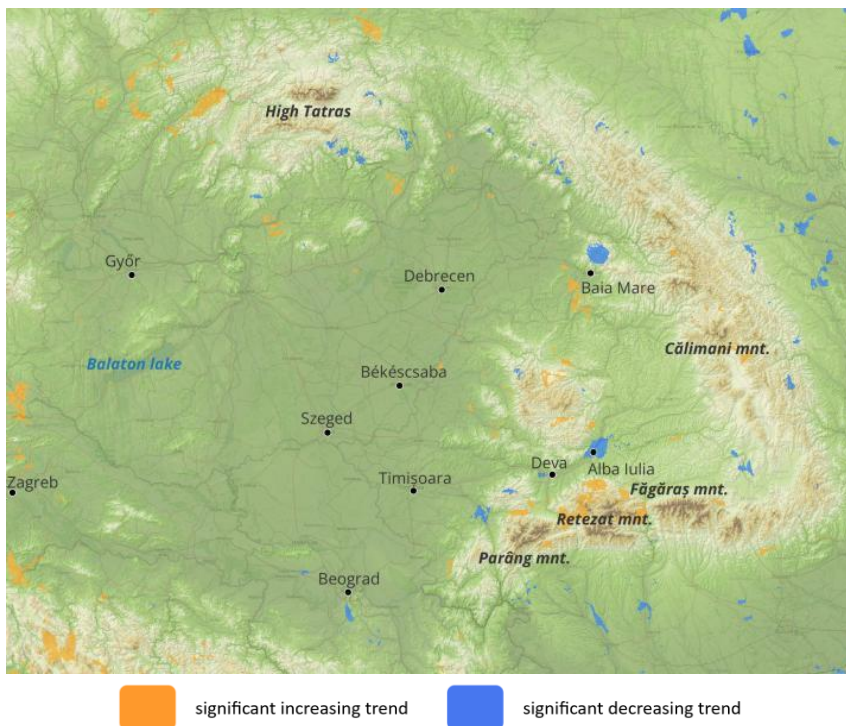 High Tatras
Győr
Debrecen
Baia Mare
Călimani mnt.
Balaton lake
Békéscsaba
Szeged
Deva
Alba Iulia
Zagreb
Timișoara
Făgăraș mnt.
Retezat mnt.
Parâng mnt.
Beograd
significant increasing trend
significant decreasing trend